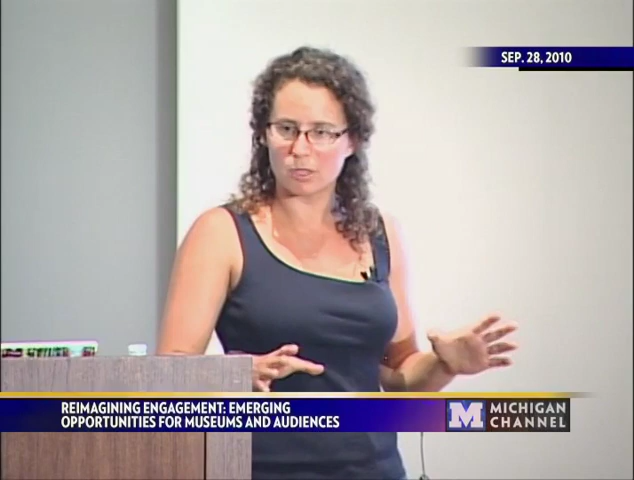 SEP. 28, 2010
REIMAGINING ENGAGEMENT: EMERGING
OPPORTUNITIES FOR MUSEUMS AND AUDIENCES
M MICHIGAN
CHANNEL